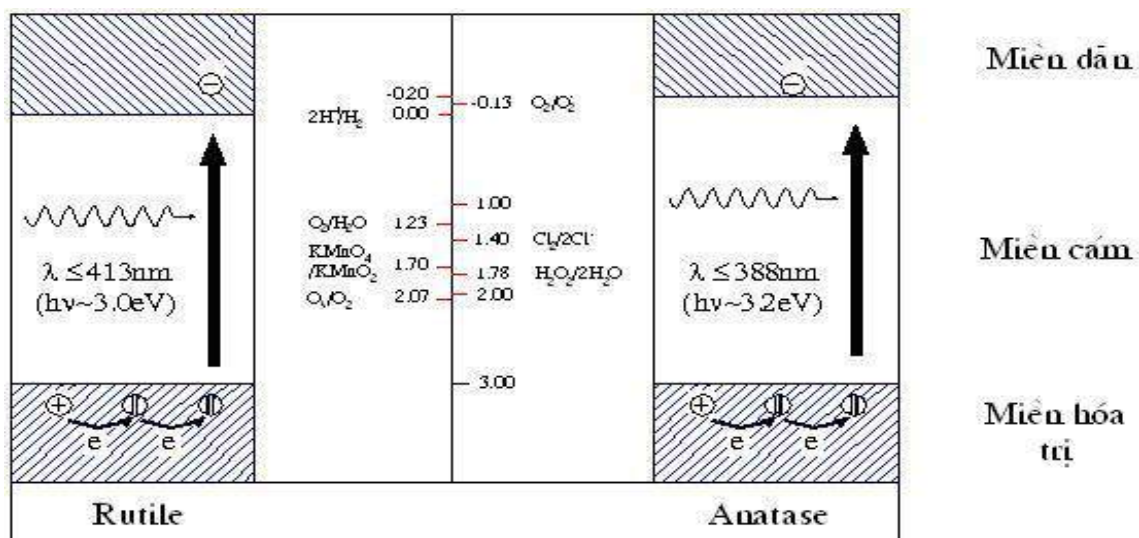 Miền dẫn
-0.20
-0.13 O₂/O₂⁻
2H⁺/H₂ 0.00
1.00
O₂/H₂O 1.23
1.40 Cl₂/2Cl⁻
KMnO₄
/KMnO₂ 1.70
1.78 H₂O₂/2H₂O
2.00
2.07
3.00
λ ≤413nm
(hν~3.0eV)
λ ≤388nm
(hν~3.2eV)
Miền cấm
e e
e e
Miền hóa
trị
Rutile
Anatase